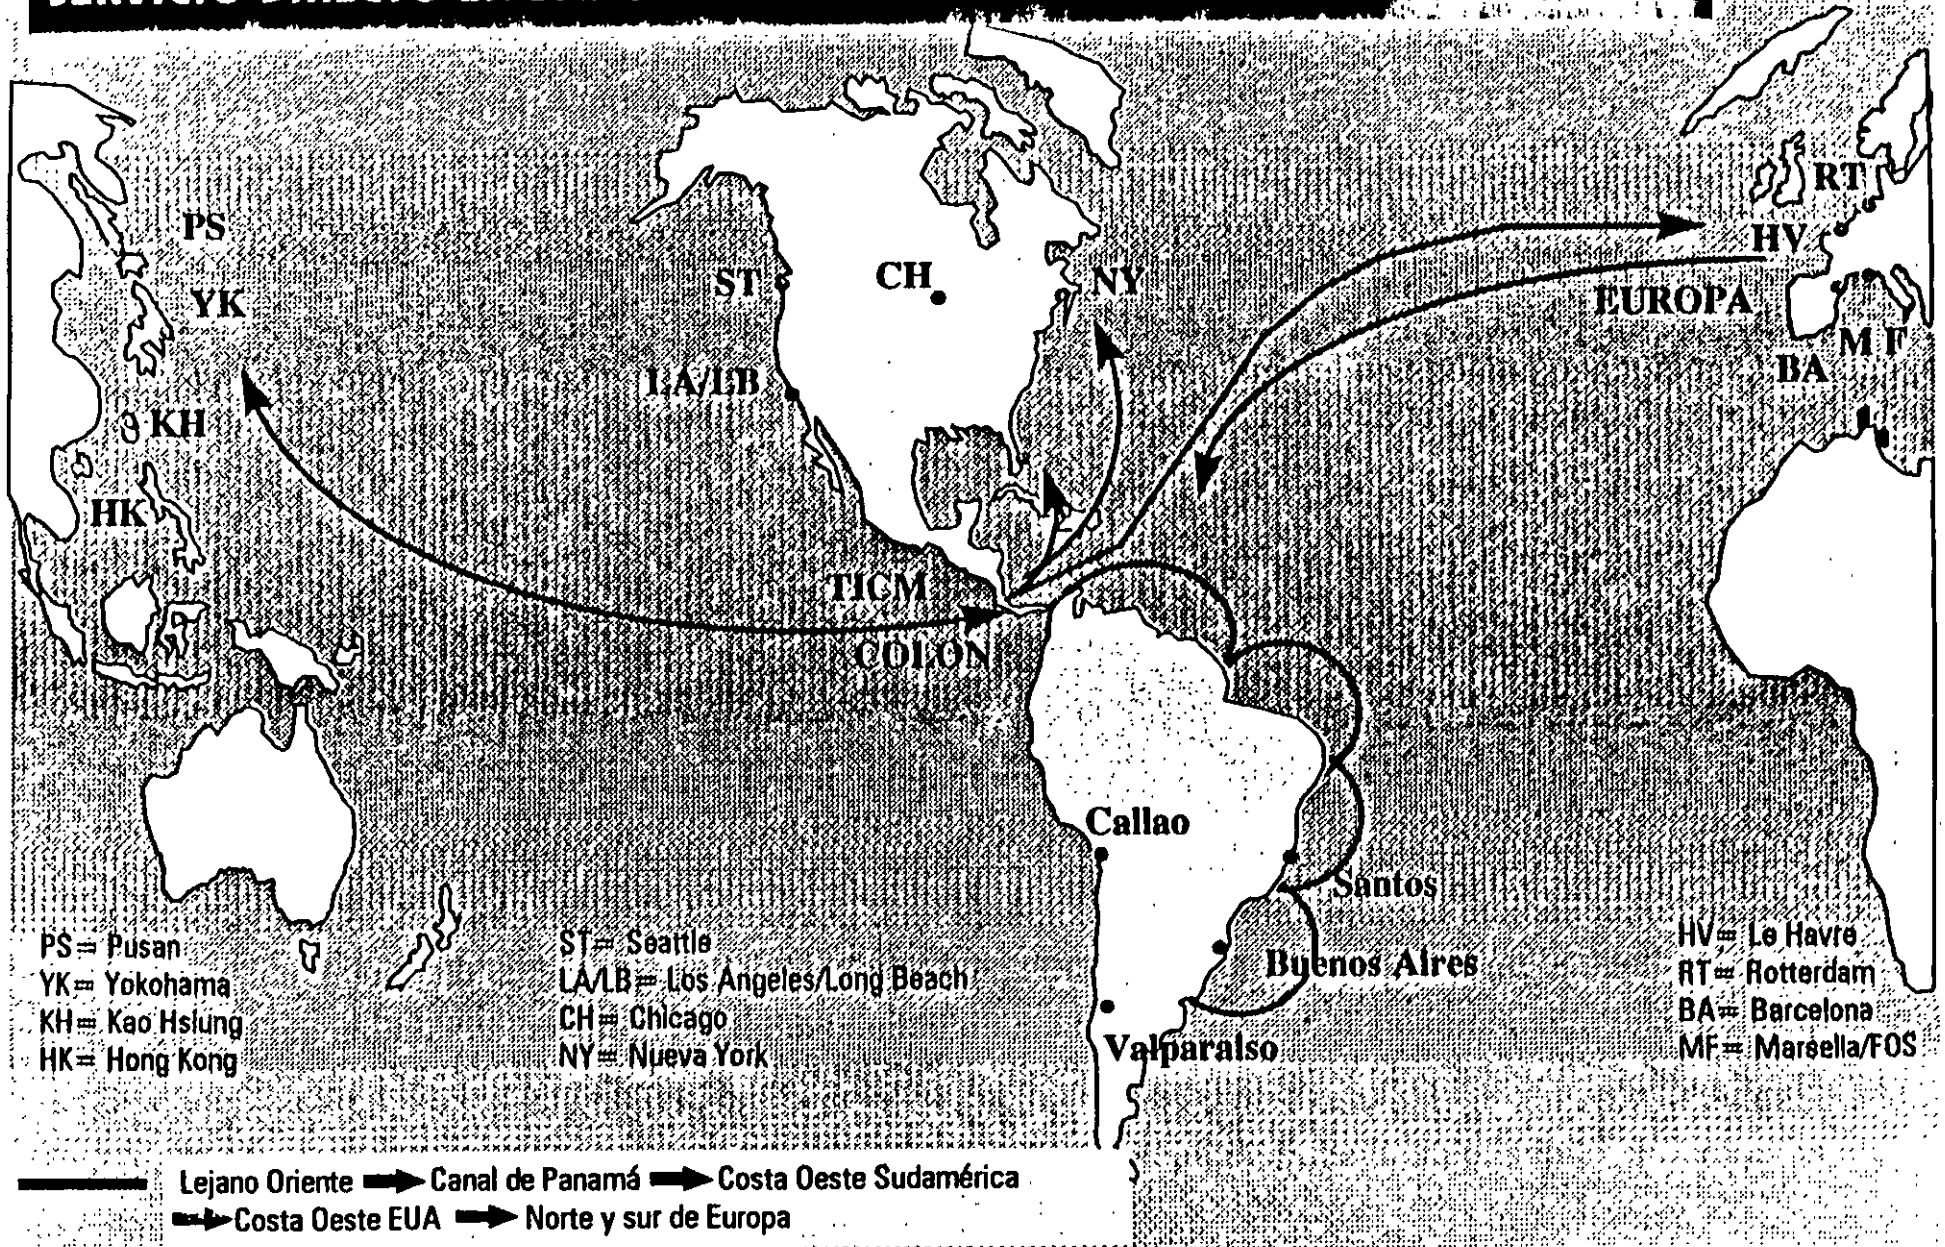 PS
YK
KH
HK
ST
CH
NY
LA/LB
TICM
COLON
RT
HV
EUROPA
M F
BA
Callao
Santos
Buenos Aires
Valparaiso
PS= Pusan
YK= Yokohama
KH= Kao Hsiung
HK= Hong Kong
ST= Seattle
LA/LB= Los Angeles/Long Beach
CH= Chicago
NY= Nueva York
HV= Le Havre
RT= Rotterdam
BA= Barcelona
MF= Marsella/FOS
Lejano Oriente Canal de Panamá Costa Oeste Sudamérica
Costa Oeste EUA Norte y sur de Europa